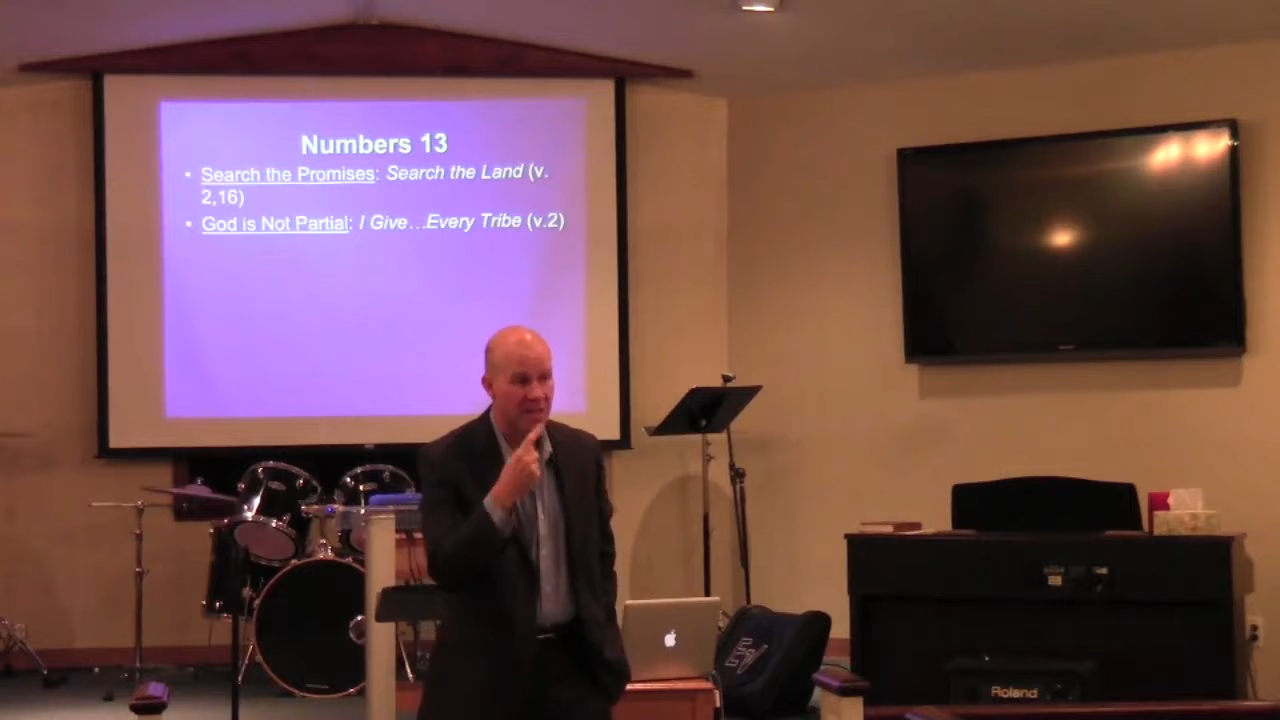 Numbers 13
• Search the Promises: Search the Land (v.
2,16)
• God is Not Partial: I Give…Every Tribe (v.2)
EV
Roland